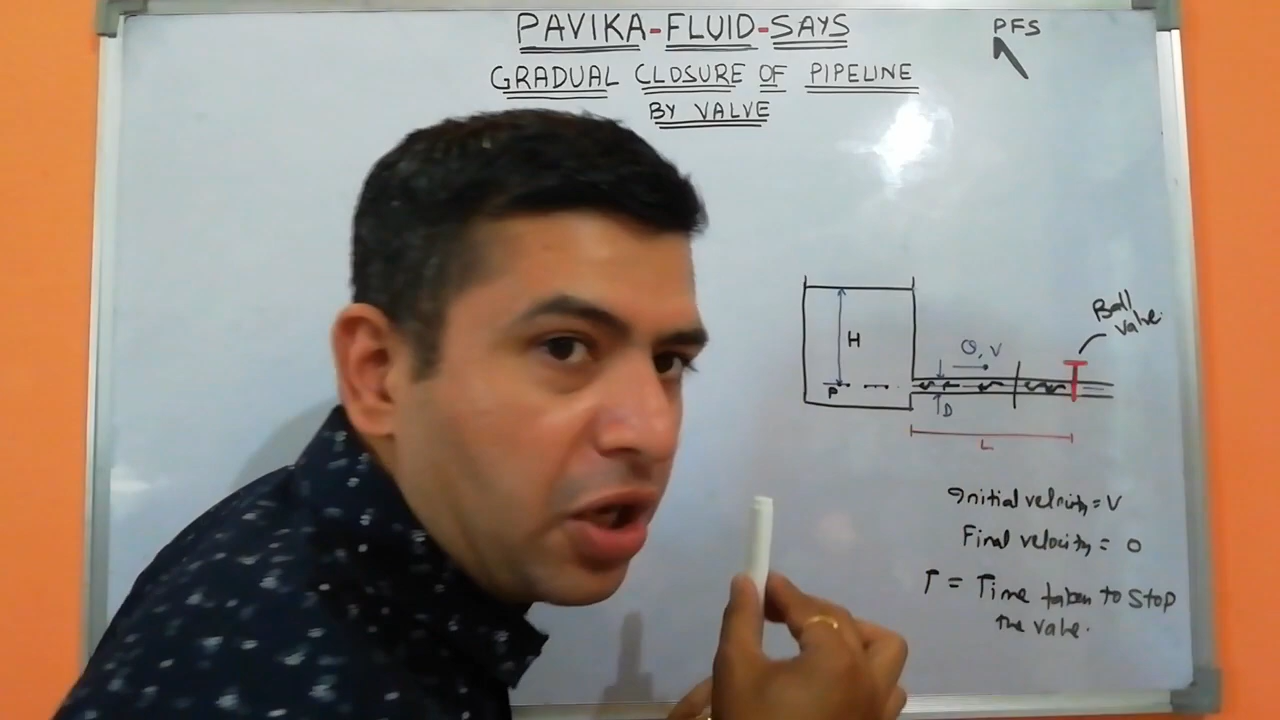 PAVIKA-FLUID-SAYS
PFS
GRADUAL CLOSURE OF PIPELINE
BY VALVE
Ball
valve.
H
Q, V
P
D
L
Initial velocity = V
Final velocity = 0
T = Time taken to stop
the valve.